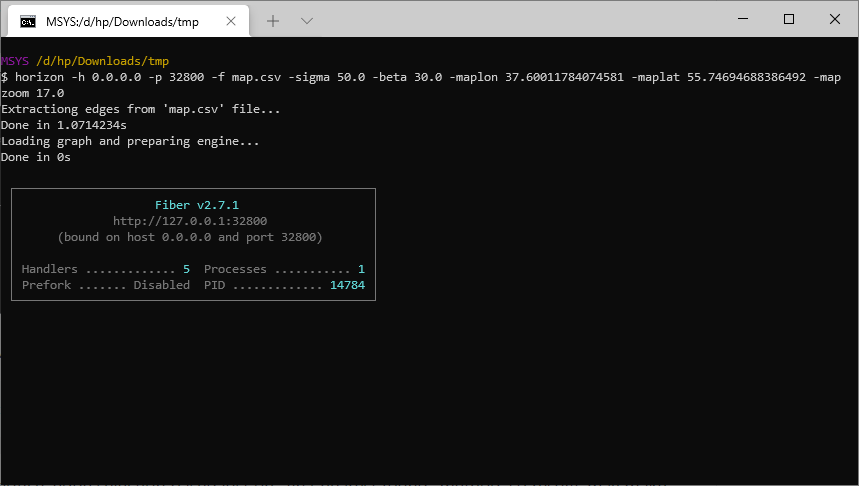 MSYS:/d/hp/Downloads/tmp
MSYS /d/hp/Downloads/tmp
$ horizon -h 0.0.0.0 -p 32800 -f map.csv -sigma 50.0 -beta 30.0 -maplon 37.60011784074581 -maplat 55.74694688386492 -map
zoom 17.0
Extractiong edges from 'map.csv' file...
Done in 1.0714234s
Loading graph and preparing engine...
Done in 0s
Fiber v2.7.1
http://127.0.0.1:32800
(bound on host 0.0.0.0 and port 32800)
Handlers ............. 5  Processes ........... 1
Prefork ....... Disabled  PID ............. 14784